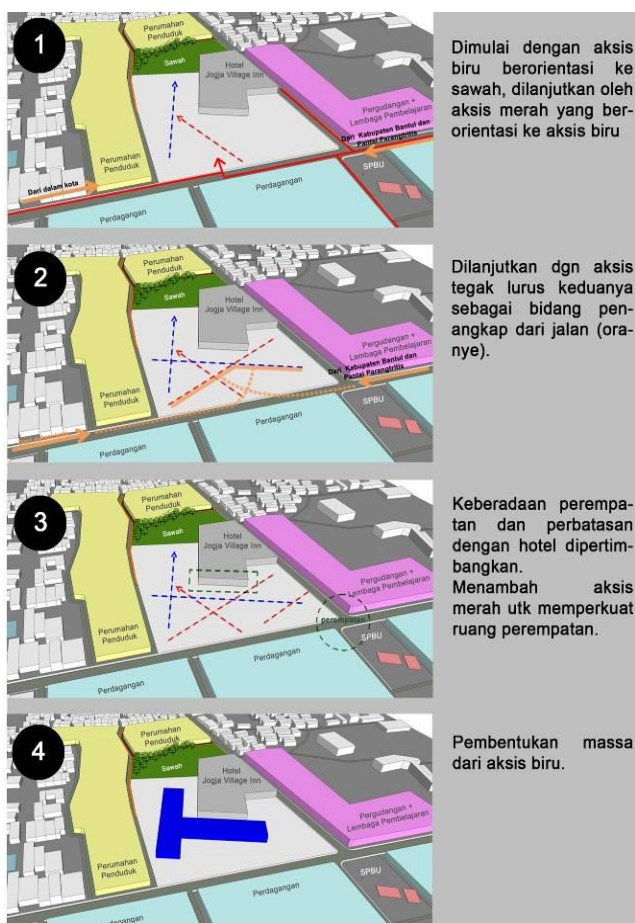 1
Perumahan
Penduduk
Sawah
Hotel
Jogja Village Inn
Pergudangan +
Lembaga Pembelajaran
Dari Kabupaten Bantul dan
Pantai Parangtritis
Perumahan
Penduduk
Dari dalam kota
SPBU
Perdagangan
Perdagangan
Dimulai dengan aksis
biru berorientasi ke
sawah, dilanjutkan oleh
aksis merah yang ber-
orientasi ke aksis biru
2
Perumahan
Penduduk
Sawah
Hotel
Jogja Village Inn
Pergudangan +
Lembaga Pembelajaran
Dari Kabupaten Bantul dan
Pantai Parangtritis
Perumahan
Penduduk
SPBU
Perdagangan
Perdagangan
Dilanjutkan dgn aksis
tegak lurus keduanya
sebagai bidang pen-
angkap dari jalan (ora-
nye).
3
Perumahan
Penduduk
Sawah
Hotel
Jogja Village Inn
Pergudangan +
Lembaga Pembelajaran
perempatan
Perumahan
Penduduk
SPBU
Perdagangan
Perdagangan
Keberadaan perempa-
tan dan perbatasan
dengan hotel dipertim-
bangkan.
Menambah aksis
merah utk memperkuat
ruang perempatan.
4
Perumahan
Penduduk
Sawah
Hotel
Jogja Village Inn
Pergudangan +
Lembaga Pembelajaran
Perumahan
Penduduk
SPBU
Perdagangan
Perdagangan
Pembentukan massa
dari aksis biru.